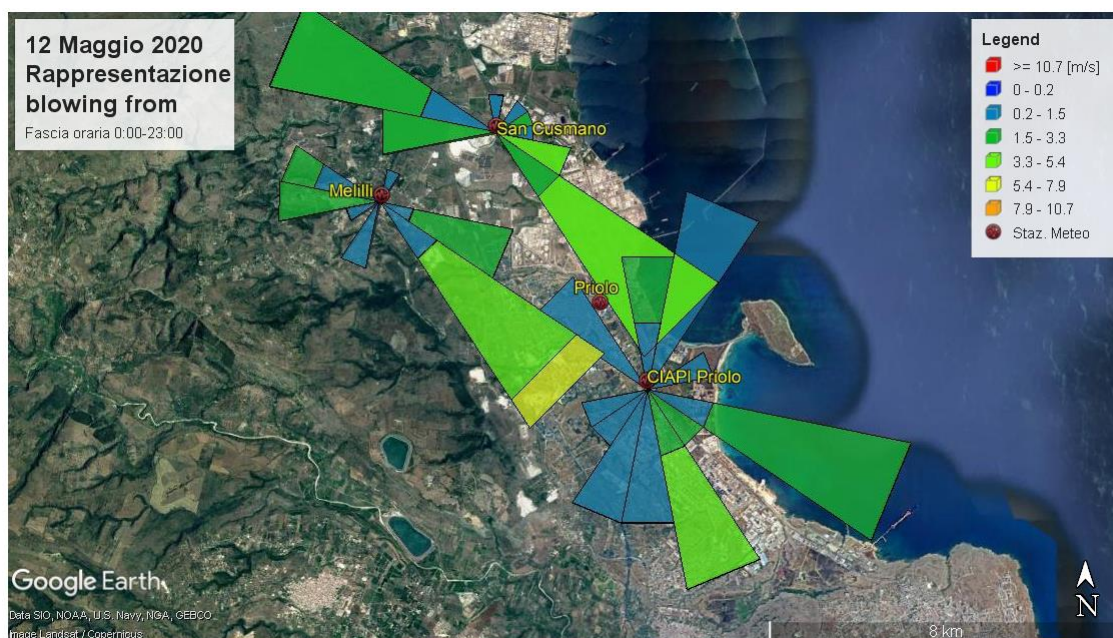 12 Maggio 2020
Rappresentazione
blowing from
Fascia oraria 0:00-23:00
Legend
>= 10.7 [m/s]
0 - 0.2
0.2 - 1.5
1.5 - 3.3
3.3 - 5.4
5.4 - 7.9
7.9 - 10.7
Staz. Meteo
San Cusmano
Melilli
Priolo
CIAPI Priolo
Google Earth
N
Data SIO, NOAA, U.S. Navy, NGA, GEBCO
Image Landsat / Copernicus
8 km